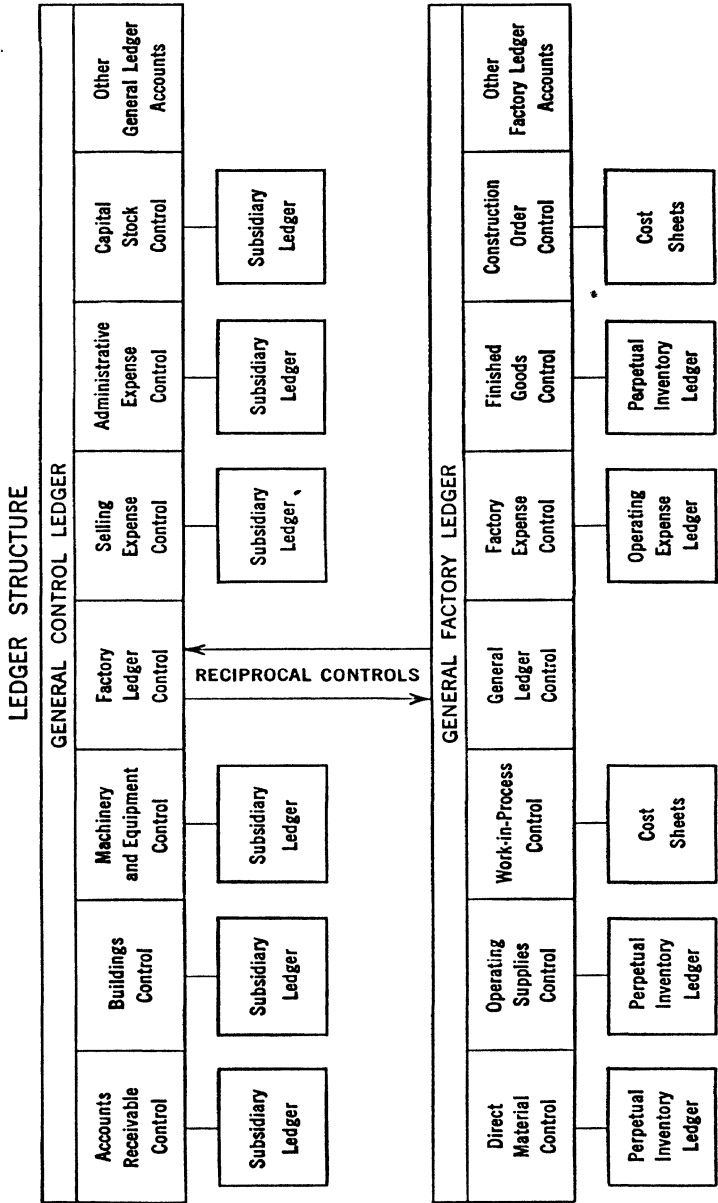 LEDGER STRUCTURE
GENERAL CONTROL LEDGER
Accounts
Receivable
Control
Buildings
Control
Machinery
and Equipment
Control
Factory
Ledger
Control
Selling
Expense
Control
Administrative
Expense
Control
Capital
Stock
Control
Other
General Ledger
Accounts
Subsidiary
Ledger
Subsidiary
Ledger
Subsidiary
Ledger
Subsidiary
Ledger
Subsidiary
Ledger
Subsidiary
Ledger
RECIPROCAL CONTROLS
GENERAL FACTORY LEDGER
Direct
Material
Control
Operating
Supplies
Control
Work-in-Process
Control
General
Ledger
Control
Factory
Expense
Control
Finished
Goods
Control
Construction
Order
Control
Other
Factory Ledger
Accounts
Perpetual
Inventory
Ledger
Perpetual
Inventory
Ledger
Cost
Sheets
Operating
Expense
Ledger
Perpetual
Inventory
Ledger
Cost
Sheets